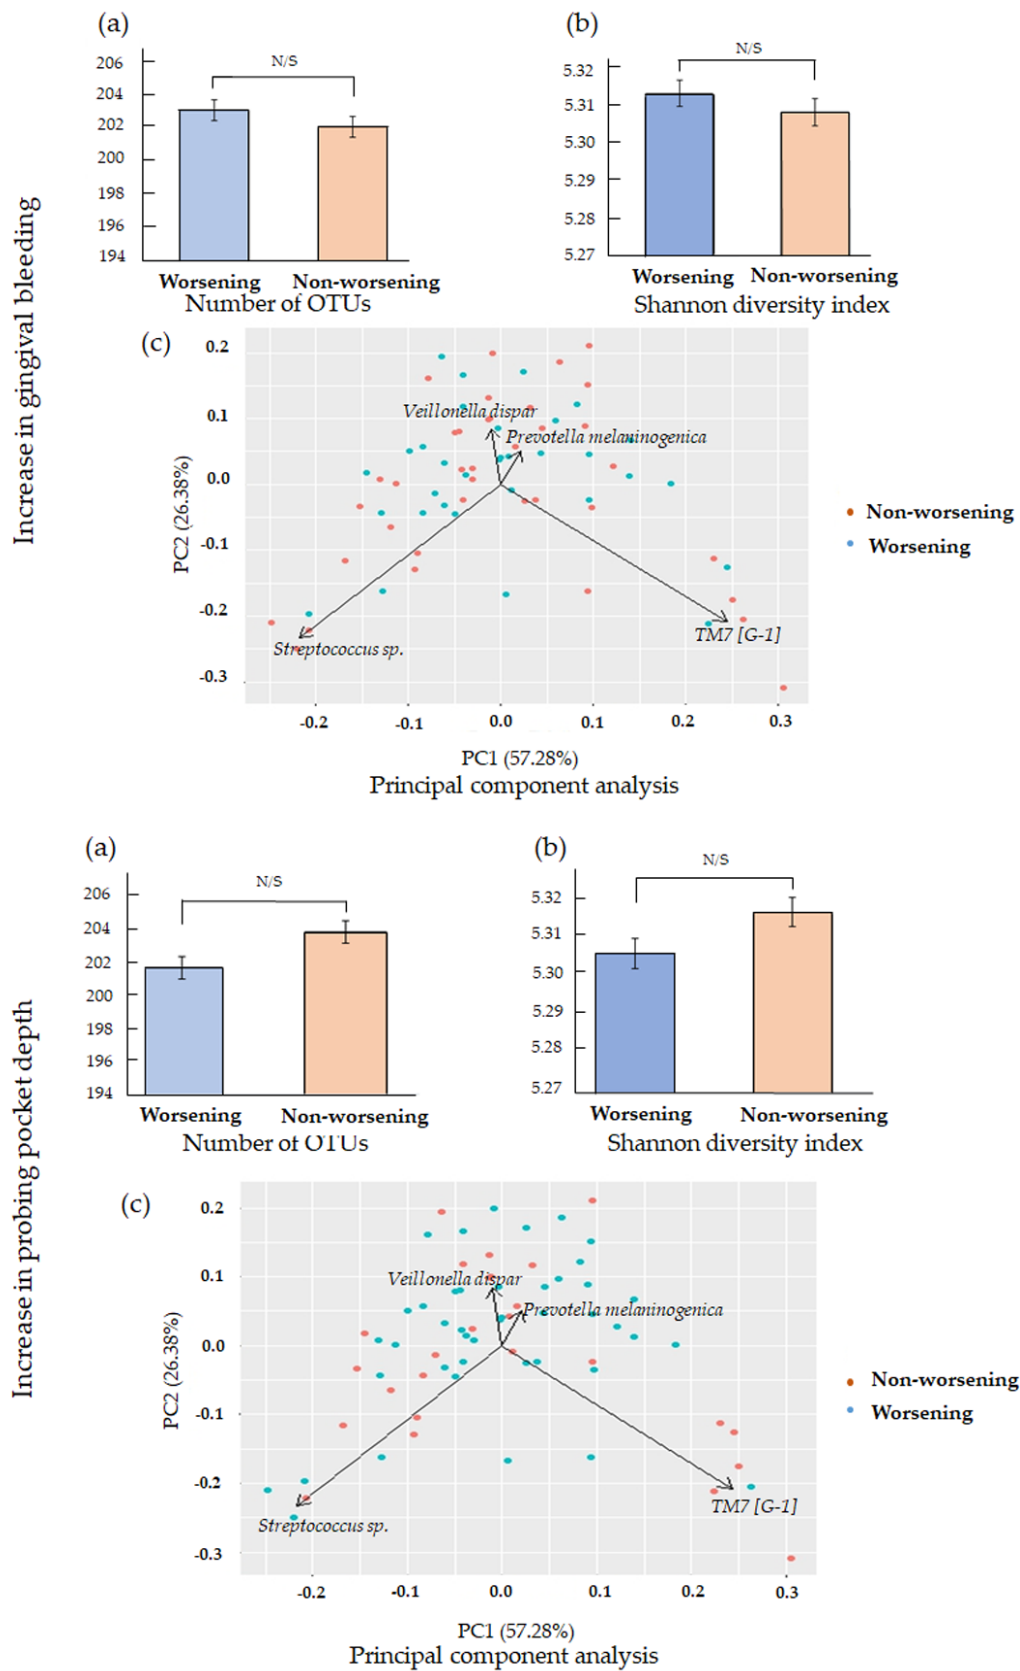 Increase in gingival bleeding
(a)
206
204
202
200
198
196
194
N/S
Worsening
Non-worsening
Number of OTUs
(b)
5.32
5.31
5.30
5.29
5.28
5.27
N/S
Worsening
Non-worsening
Shannon diversity index
(c)
0.2
0.1
0.0
-0.1
-0.2
-0.3
PC2 (26.38%)
Veillonella dispar
Prevotella melaninogenica
Streptococcus sp.
TM7 [G-1]
-0.2
-0.1
0.0
0.1
0.2
0.3
PC1 (57.28%)
Principal component analysis
Non-worsening
Worsening
Increase in probing pocket depth
(a)
206
204
202
200
198
196
194
N/S
Worsening
Non-worsening
Number of OTUs
(b)
5.32
5.31
5.30
5.29
5.28
5.27
N/S
Worsening
Non-worsening
Shannon diversity index
(c)
0.2
0.1
0.0
-0.1
-0.2
-0.3
PC2 (26.38%)
Veillonella dispar
Prevotella melaninogenica
Streptococcus sp.
TM7 [G-1]
-0.2
-0.1
0.0
0.1
0.2
0.3
PC1 (57.28%)
Principal component analysis
Non-worsening
Worsening